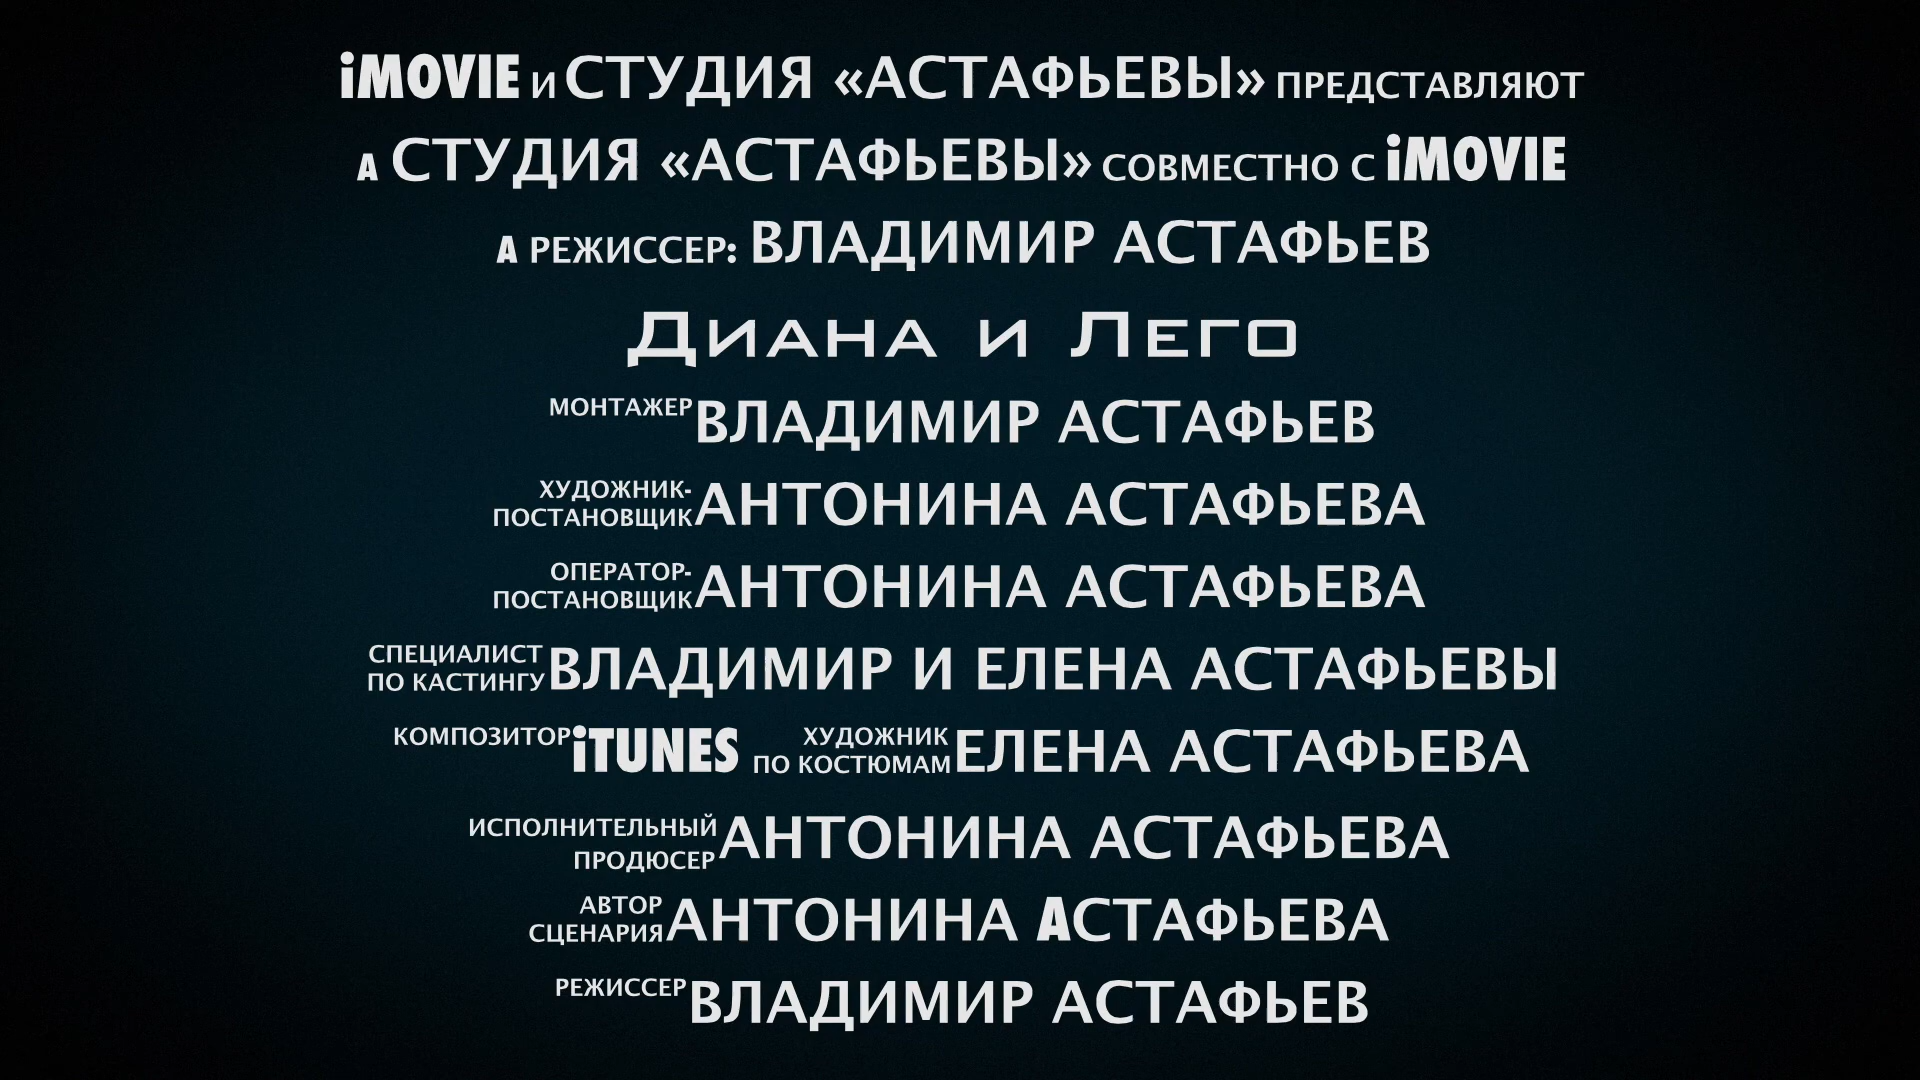 iMOVIE И СТУДИЯ «АСТАФЬЕВЫ» ПРЕДСТАВЛЯЮТ
A СТУДИЯ «АСТАФЬЕВЫ» СОВМЕСТНО С iMOVIE
A РЕЖИССЕР: ВЛАДИМИР АСТАФЬЕВ
Диана и Лего
МОНТАЖЕР ВЛАДИМИР АСТАФЬЕВ
ХУДОЖНИК-
ПОСТАНОВЩИК АНТОНИНА АСТАФЬЕВА
ОПЕРАТОР-
ПОСТАНОВЩИК АНТОНИНА АСТАФЬЕВА
СПЕЦИАЛИСТ
ПО КАСТИНГУ ВЛАДИМИР И ЕЛЕНА АСТАФЬЕВЫ
КОМПОЗИТОР iTUNES ХУДОЖНИК
ПО КОСТЮМАМ ЕЛЕНА АСТАФЬЕВА
ИСПОЛНИТЕЛЬНЫЙ
ПРОДЮСЕР АНТОНИНА АСТАФЬЕВА
АВТОР
СЦЕНАРИЯ АНТОНИНА AСТАФЬЕВА
РЕЖИССЕР ВЛАДИМИР АСТАФЬЕВ